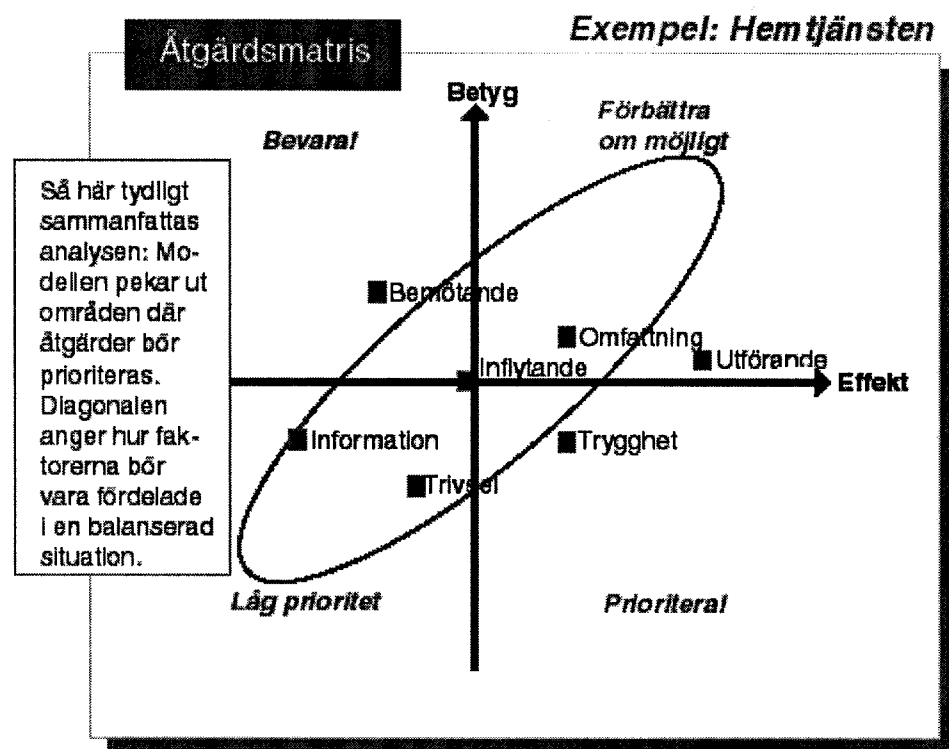 Exempel: Hemtjänsten
Åtgärdsmatris
Betyg
Bevara!
Förbättra
om möjligt
Så här tydligt
sammanfattas
analysen: Mo-
dellen pekar ut
områden där
åtgärder bör
prioriteras.
Diagonalen
anger hur fak-
torerna bör
vara fördelade
i en balanserad
situation.
Bemötande
Omfattning
Utförande
Inflytande
Effekt
Information
Trygghet
Trivsel
Låg prioritet
Prioritera!